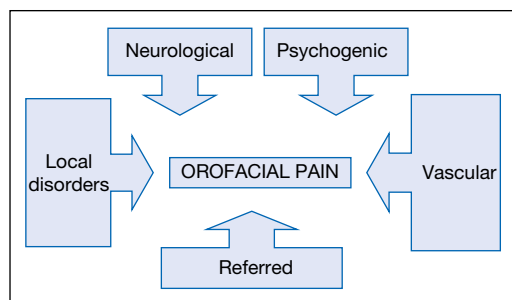 Neurological
Psychogenic
Local
disorders
OROFACIAL PAIN
Vascular
Referred